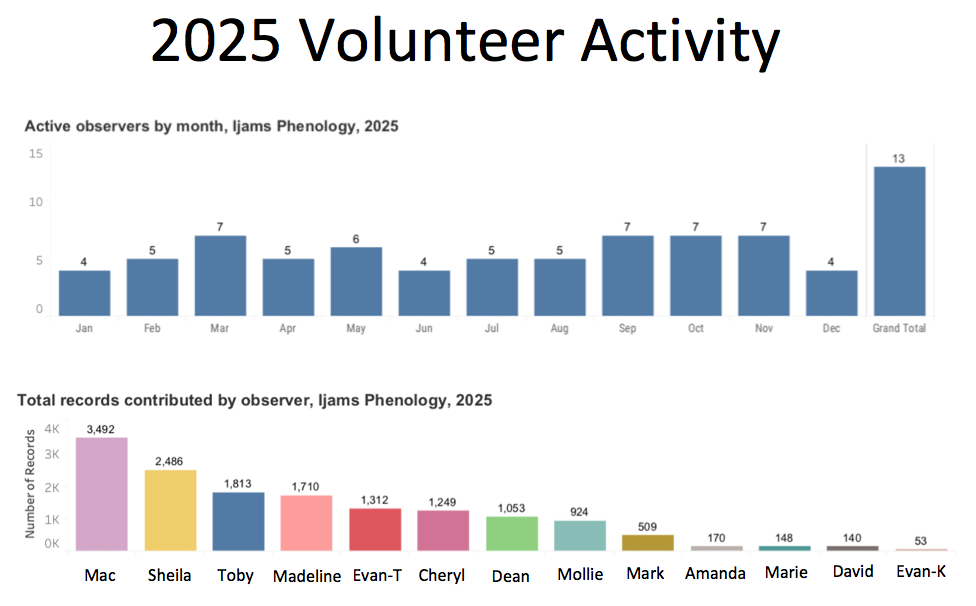 2025 Volunteer Activity
Active observers by month, Ijams Phenology, 2025
15
10
5
0
4
5
7
5
6
4
5
5
7
7
7
4
13
Jan
Feb
Mar
Apr
May
Jun
Jul
Aug
Sep
Oct
Nov
Dec
Grand Total
Total records contributed by observer, Ijams Phenology, 2025
Number of Records
4K
3K
2K
1K
0K
3,492
2,486
1,813
1,710
1,312
1,249
1,053
924
509
170
148
140
53
Mac
Sheila
Toby
Madeline
Evan-T
Cheryl
Dean
Mollie
Mark
Amanda
Marie
David
Evan-K